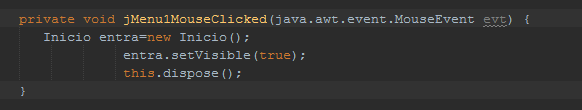 private void jMenu1MouseClicked(java.awt.event.MouseEvent evt) {
Inicio entra=new Inicio();
entra.setVisible(true);
this.dispose();
}